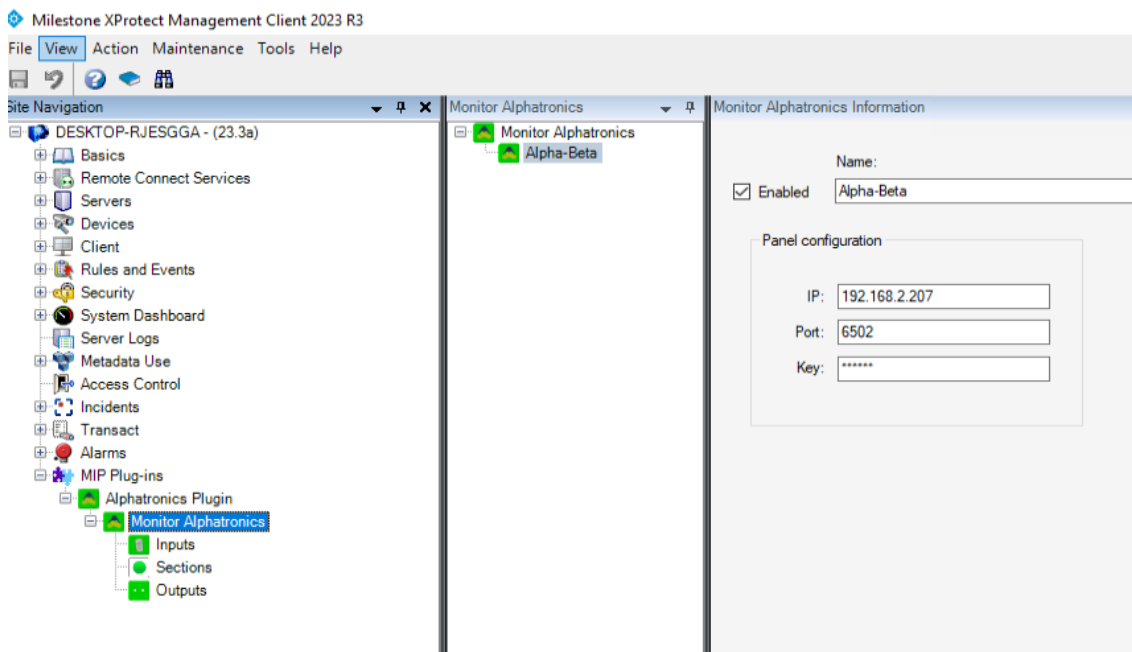 Milestone XProtect Management Client 2023 R3
File View Action Maintenance Tools Help
Site Navigation
DESKTOP-RJESGGA - (23.3a)
Basics
Remote Connect Services
Servers
Devices
Client
Rules and Events
Security
System Dashboard
Server Logs
Metadata Use
Access Control
Incidents
Transact
Alarms
MIP Plug-ins
Alphatronics Plugin
Monitor Alphatronics
Inputs
Sections
Outputs
Monitor Alphatronics
Monitor Alphatronics
Alpha-Beta
Monitor Alphatronics Information
Name:
Enabled Alpha-Beta
Panel configuration
IP: 192.168.2.207
Port: 6502
Key: ******